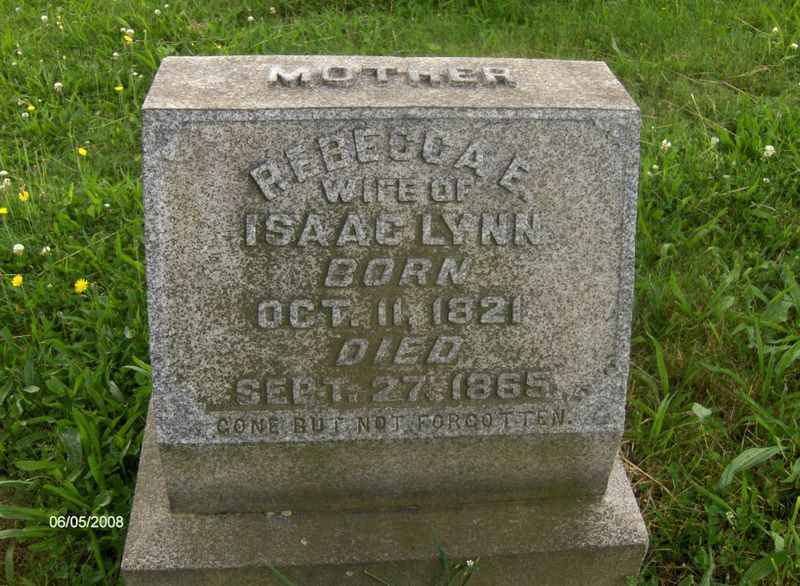 MOTHER
REBECCA E.
WIFE OF
ISAAC LYNN
BORN
OCT. 11, 1821
DIED
SEPT. 27, 1865.
GONE BUT NOT FORGOTTEN.
06/05/2008